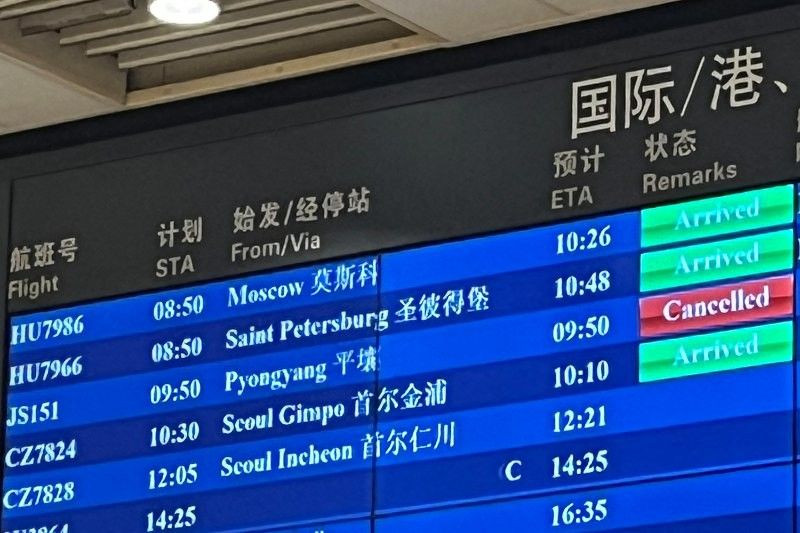 国际/港、
航班号 计划 始发/经停站 预计 状态
Flight STA From/Via ETA Remarks
HU7986 08:50 Moscow 莫斯科 10:26 Arrived
HU7966 08:50 Saint Petersburg 圣彼得堡 10:48 Arrived
JS151 09:50 Pyongyang 平壤 09:50 Cancelled
CZ7824 10:30 Seoul Gimpo 首尔金浦 10:10 Arrived
CZ7828 12:05 Seoul Incheon 首尔仁川 12:21
14:25 C 14:25
16:35